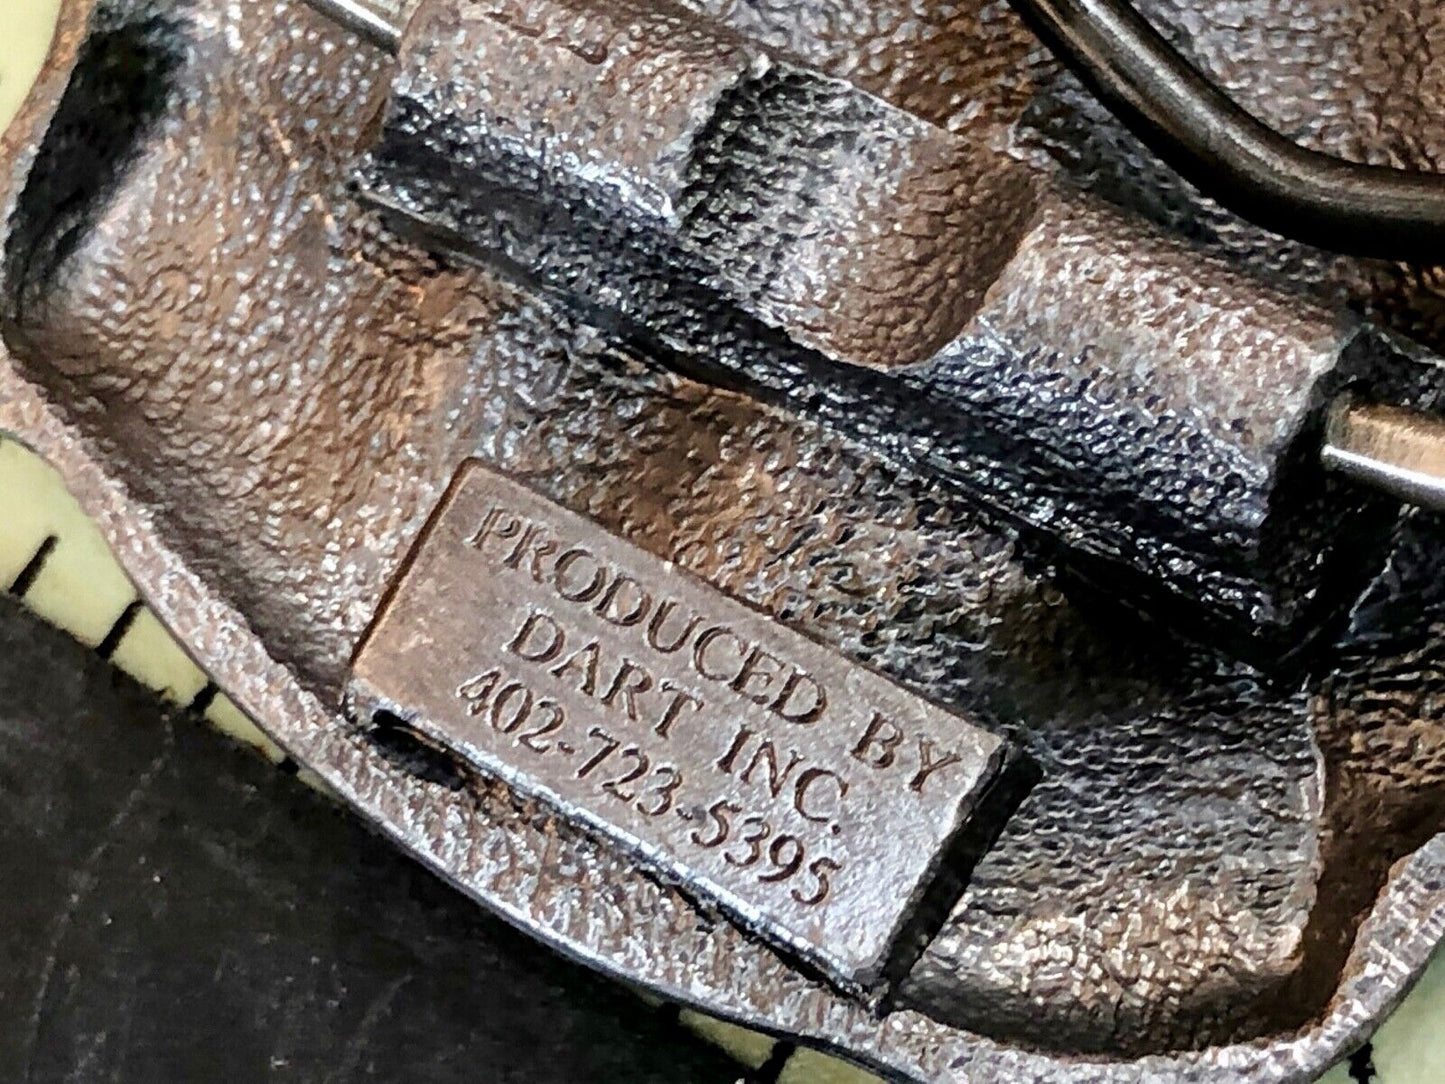 PRODUCED BY
DART INC.
402-723-5395